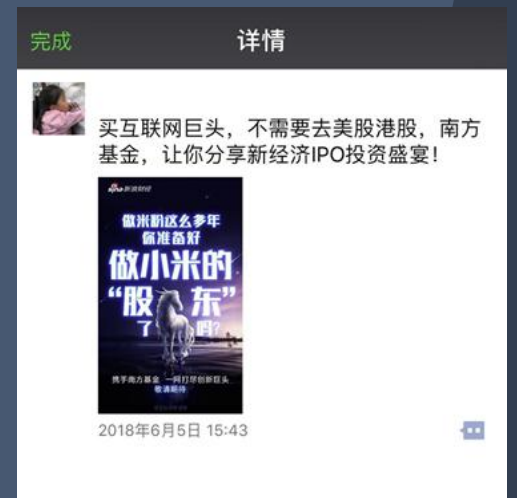 完成
详情
买互联网巨头，不需要去美股港股，南方
基金，让你分享新经济IPO投资盛宴！
sina 新浪财经
做米粉这么多年
你准备好
做小米的
“股 东”
了 吗?
携手南方基金 一网打尽创新巨头
敬请期待
2018年6月5日 15:43